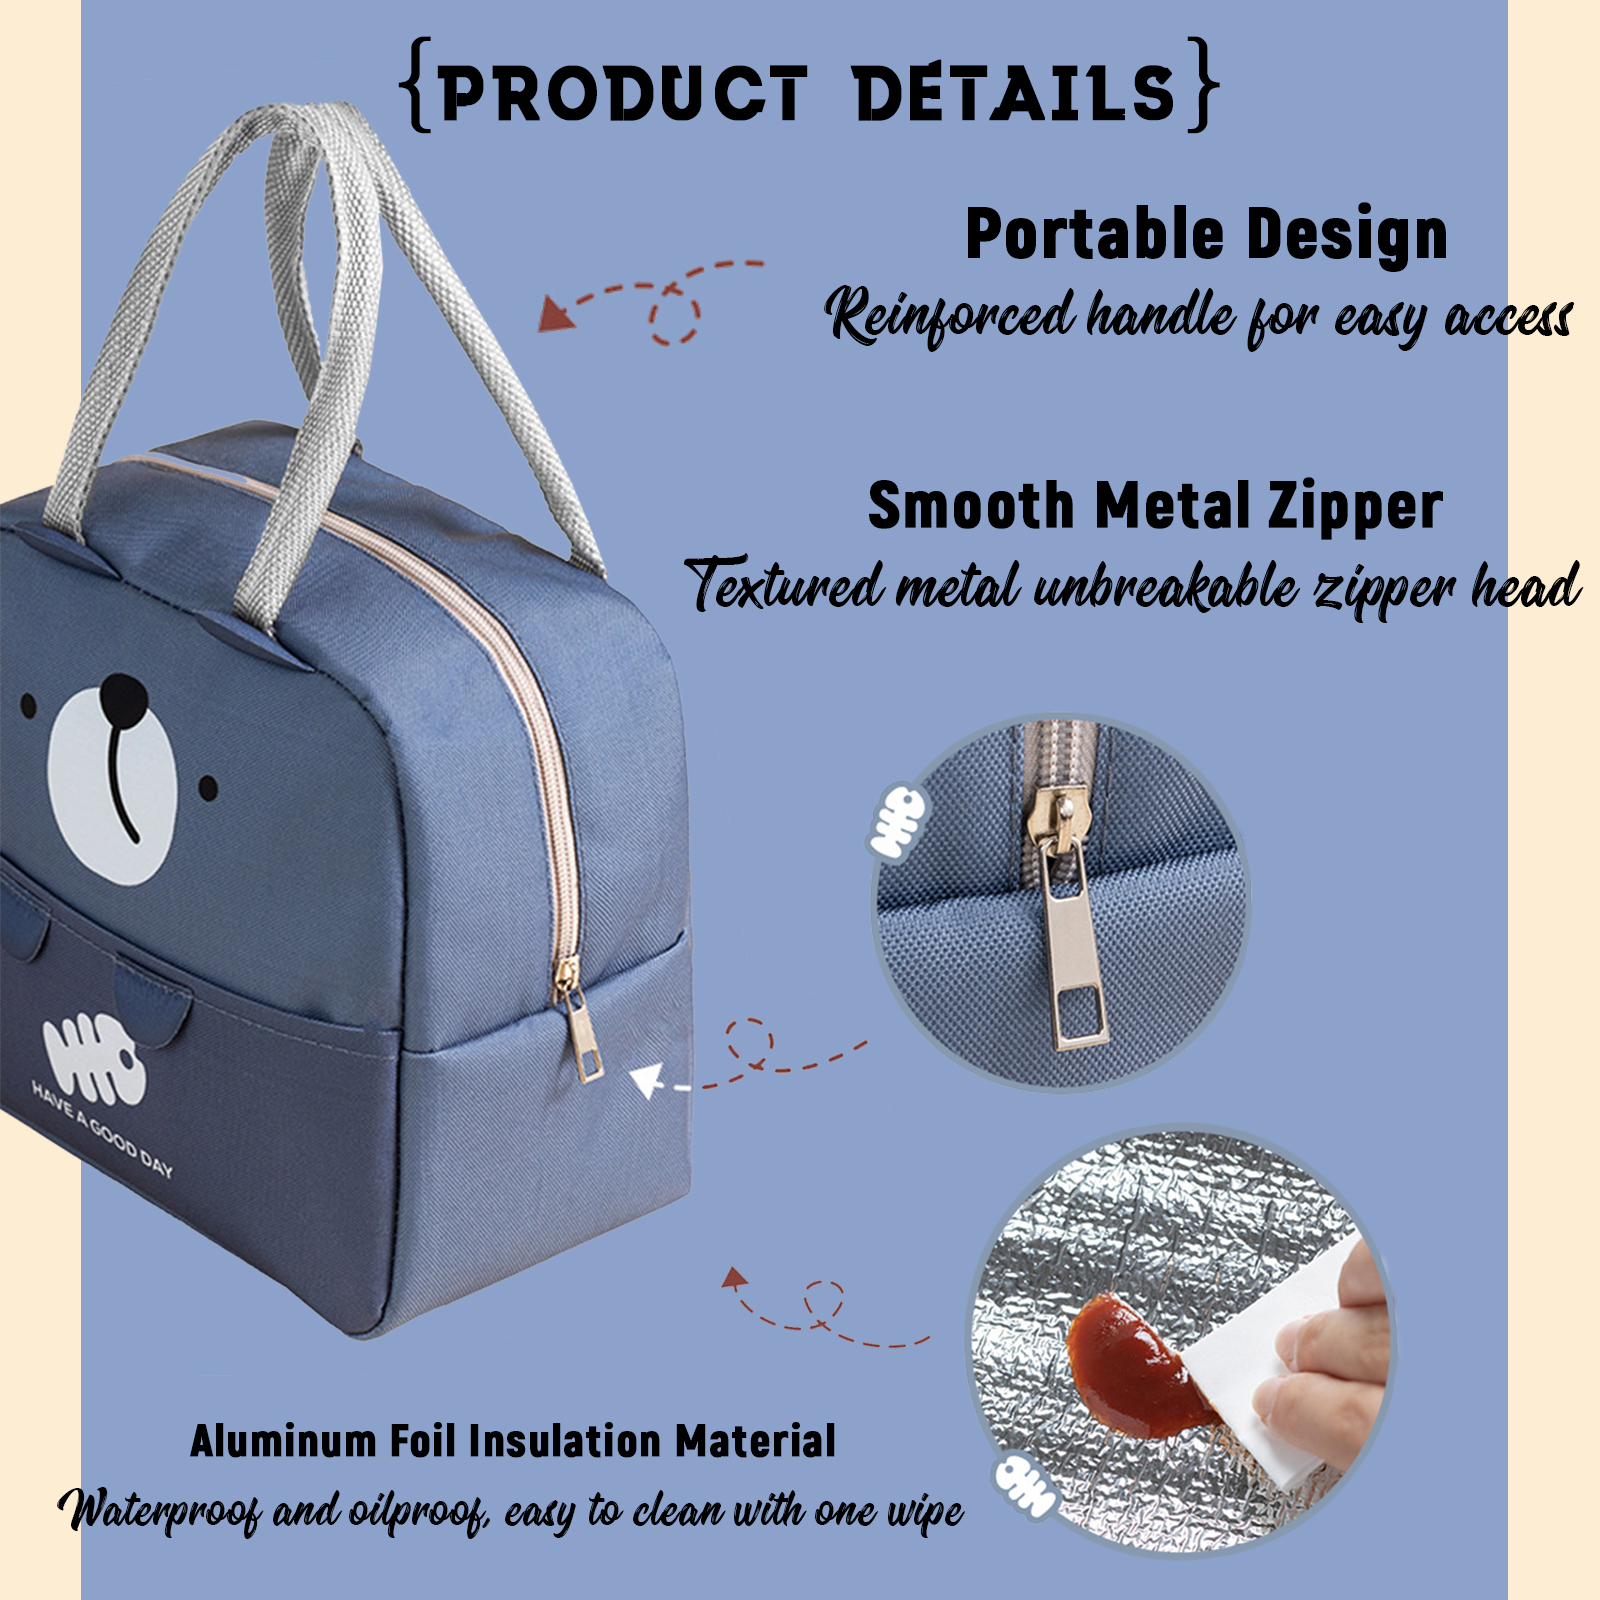 {PRODUCT DETAILS}
Portable Design
Reinforced handle for easy access
Smooth Metal Zipper
Textured metal unbreakable zipper head
HAVE A GOOD DAY
Aluminum Foil Insulation Material
Waterproof and oilproof, easy to clean with one wipe